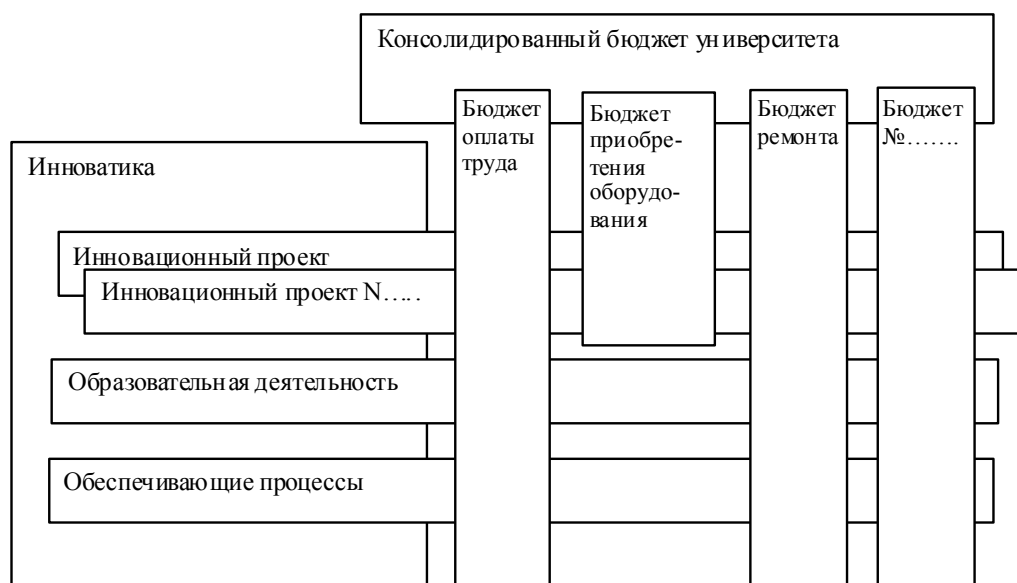 Консолидированный бюджет университета
Бюджет
оплаты
труда
Бюджет
приобре-
тения
оборудо-
вания
Бюджет
ремонта
Бюджет
№.......
Инноватика
Инновационный проект
Инновационный проект N.....
Образовательная деятельность
Обеспечивающие процессы